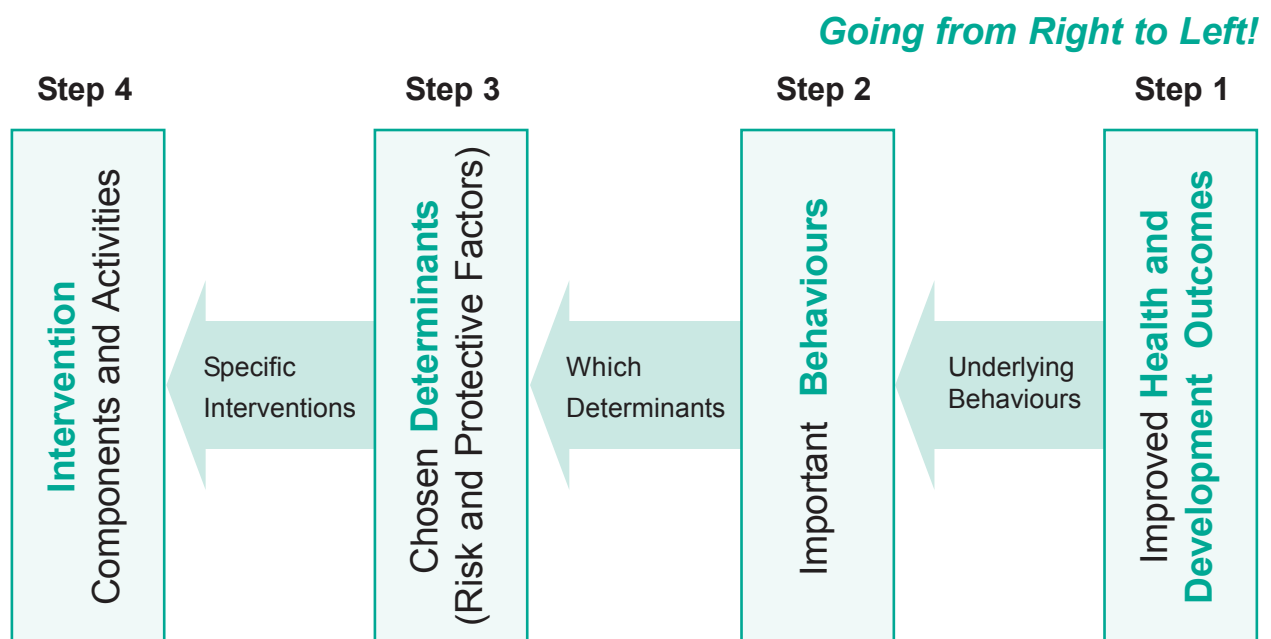 Going from Right to Left!
Step 4
Step 3
Step 2
Step 1
Intervention
Components and Activities
Specific
Interventions
Chosen Determinants
(Risk and Protective Factors)
Which
Determinants
Important Behaviours
Underlying
Behaviours
Improved Health and
Development Outcomes